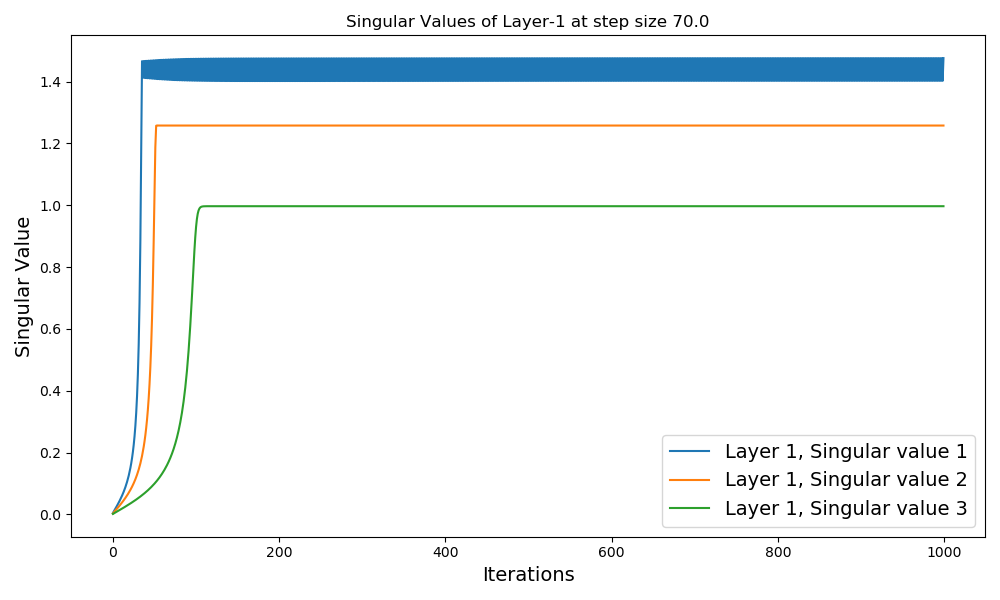 Singular Values of Layer-1 at step size 70.0
Singular Value
1.4
1.2
1.0
0.8
0.6
0.4
0.2
0.0
Layer 1, Singular value 1
Layer 1, Singular value 2
Layer 1, Singular value 3
0 200 400 600 800 1000
Iterations